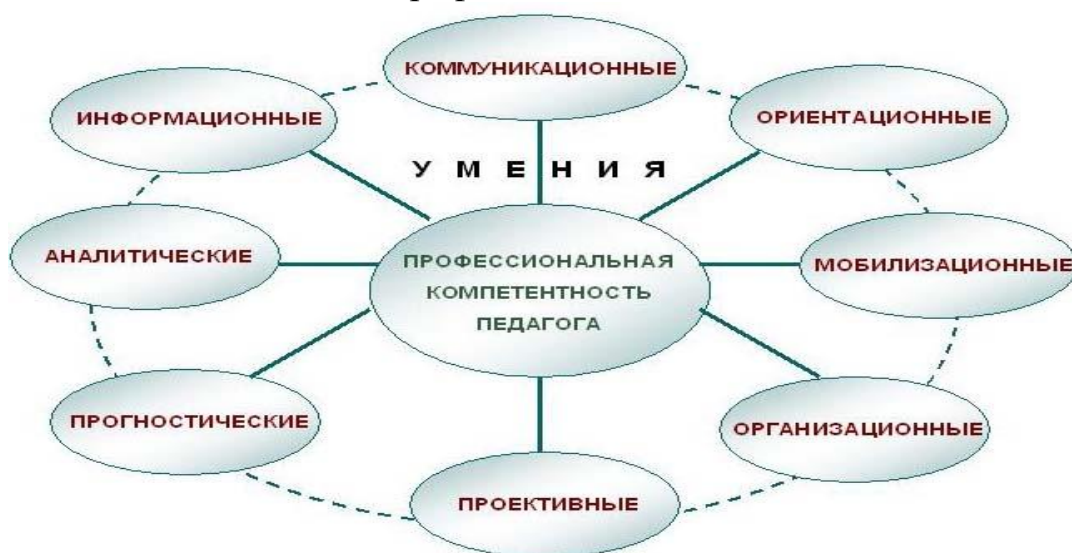 КОММУНИКАЦИОННЫЕ
ИНФОРМАЦИОННЫЕ
ОРИЕНТАЦИОННЫЕ
У М Е Н И Я
АНАЛИТИЧЕСКИЕ
ПРОФЕССИОНАЛЬНАЯ
КОМПЕТЕНТНОСТЬ
ПЕДАГОГА
МОБИЛИЗАЦИОННЫЕ
ПРОГНОСТИЧЕСКИЕ
ОРГАНИЗАЦИОННЫЕ
ПРОЕКТИВНЫЕ